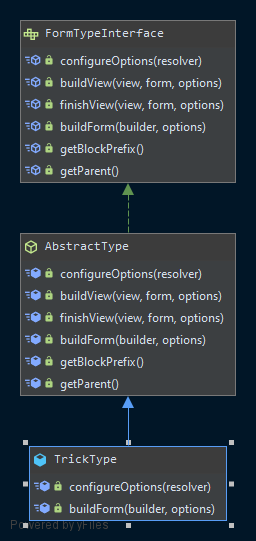 FormTypeInterface
configureOptions(resolver)
buildView(view, form, options)
finishView(view, form, options)
buildForm(builder, options)
getBlockPrefix()
getParent()
AbstractType
configureOptions(resolver)
buildView(view, form, options)
finishView(view, form, options)
buildForm(builder, options)
getBlockPrefix()
getParent()
TrickType
configureOptions(resolver)
buildForm(builder, options)
Powered by yFiles